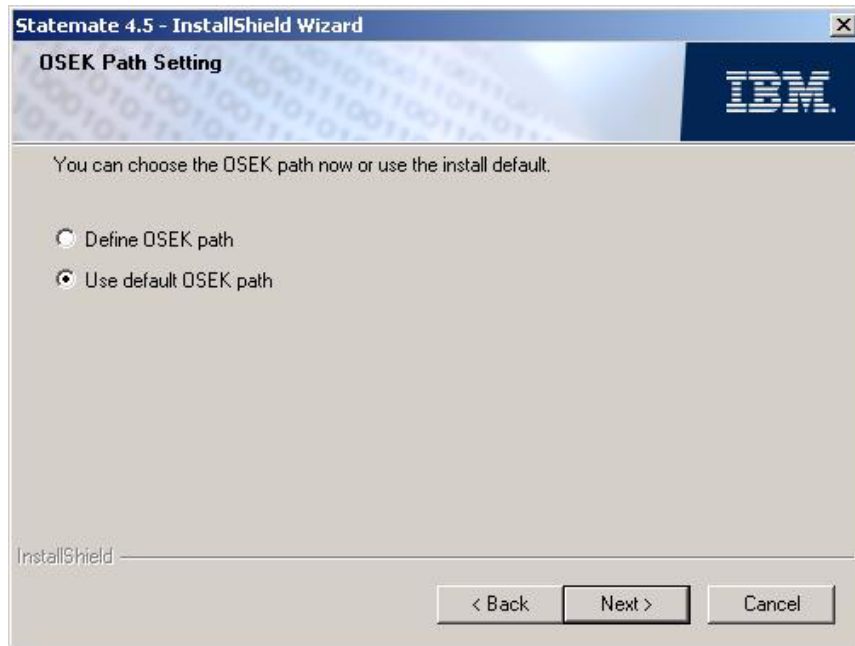 Statemate 4.5 - InstallShield Wizard
OSEK Path Setting
IBM.
You can choose the OSEK path now or use the install default.
Define OSEK path
Use default OSEK path
InstallShield
< Back Next > Cancel